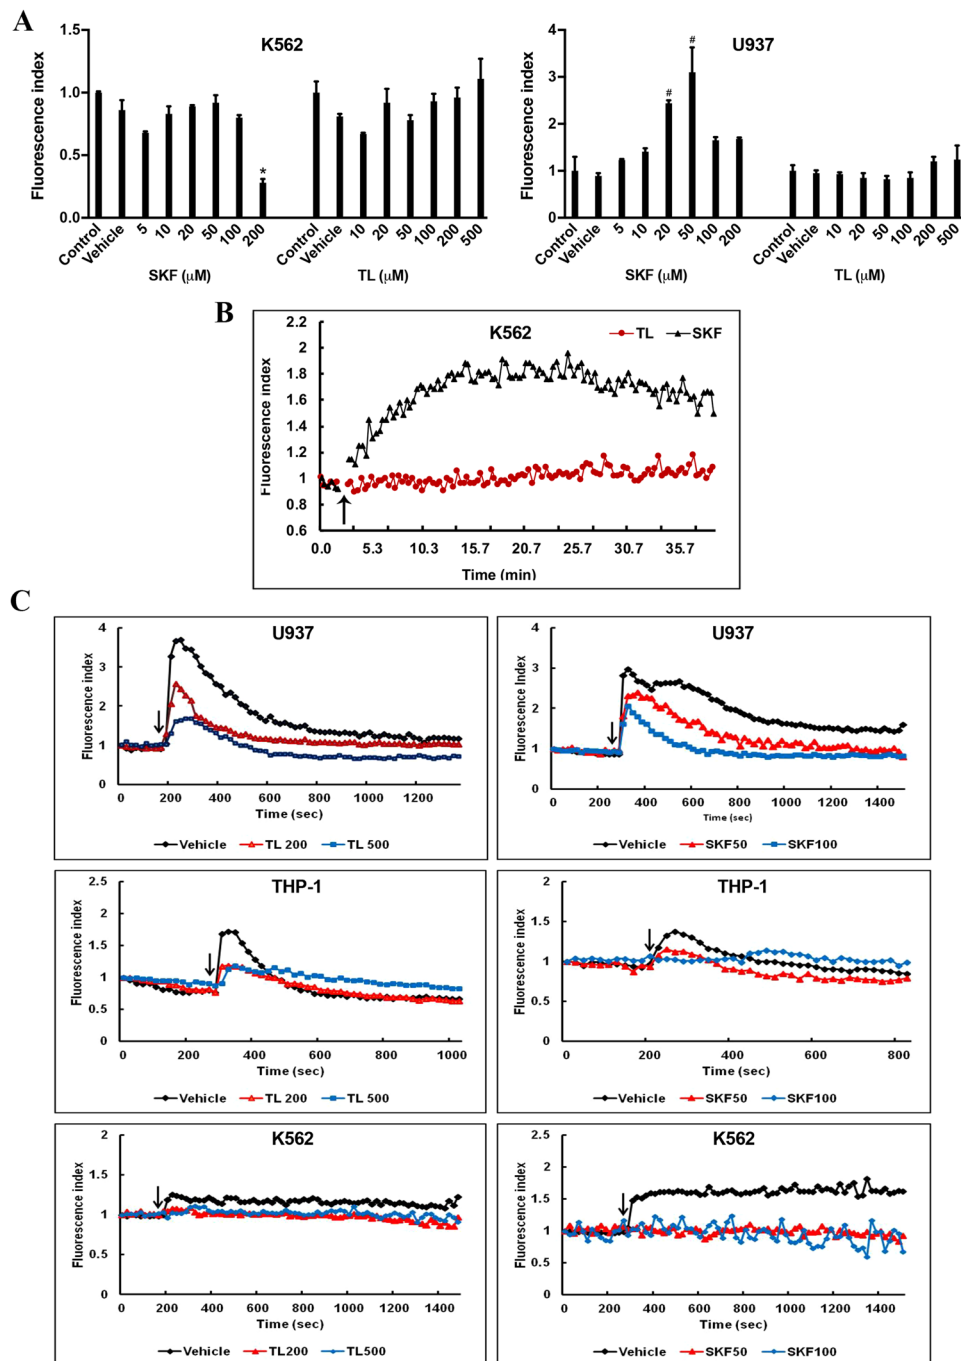 A
K562
Fluorescence index
1.5
1.0
0.5
0.0
Control
Vehicle
5
10
20
50
100
200
SKF (μM)
*
Control
Vehicle
10
20
50
100
200
500
TL (μM)
U937
Fluorescence index
4
3
2
1
0
#
#
Control
Vehicle
5
10
20
50
100
200
SKF (μM)
Control
Vehicle
10
20
50
100
200
500
TL (μM)
B
K562
TL SKF
Fluorescence index
2.2
2
1.8
1.6
1.4
1.2
1
0.8
0.6
0.0 5.3 10.3 15.7 20.7 25.7 30.7 35.7
Time (min)
C
U937
Fluorescence index
4
3
2
1
0
0 200 400 600 800 1000 1200
Time (sec)
Vehicle TL 200 TL 500
U937
Fluorescence Index
4
3
2
1
0
0 200 400 600 800 1000 1200 1400
Time (sec)
Vehicle SKF50 SKF100
THP-1
Fluorescence index
2.5
2
1.5
1
0.5
0
0 200 400 600 800 1000
Time (sec)
Vehicle TL 200 TL 500
THP-1
Fluorescence index
2
1.5
1
0.5
0
0 200 400 600 800
Time (sec)
Vehicle SKF50 SKF100
K562
Fluorescence index
2
1.5
1
0.5
0
0 200 400 600 800 1000 1200 1400
Time (sec)
Vehicle TL200 TL500
K562
Fluorescence index
2.5
2
1.5
1
0.5
0
0 200 400 600 800 1000 1200 1400
Time (sec)
Vehicle SKF50 SKF100